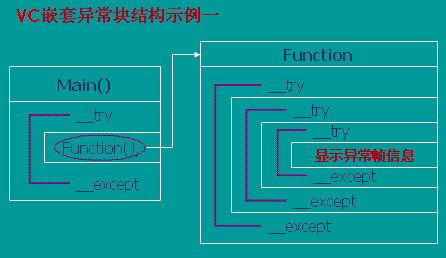 VC嵌套异常块结构示例一
Main()
__try
Function();
__except
Function
__try
__try
__try
显示异常帧信息
__except
__except
__except